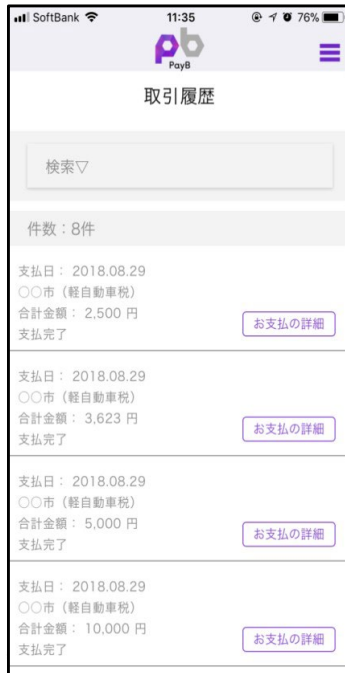 SoftBank 11:35 76%
pb
PayB
取引履歴
検索▽
件数：8件
支払日： 2018.08.29
○○市（軽自動車税）
合計金額： 2,500 円
お支払の詳細
支払完了
支払日： 2018.08.29
○○市（軽自動車税）
合計金額： 3,623 円
お支払の詳細
支払完了
支払日： 2018.08.29
○○市（軽自動車税）
合計金額： 5,000 円
お支払の詳細
支払完了
支払日： 2018.08.29
○○市（軽自動車税）
合計金額： 10,000 円
お支払の詳細
支払完了